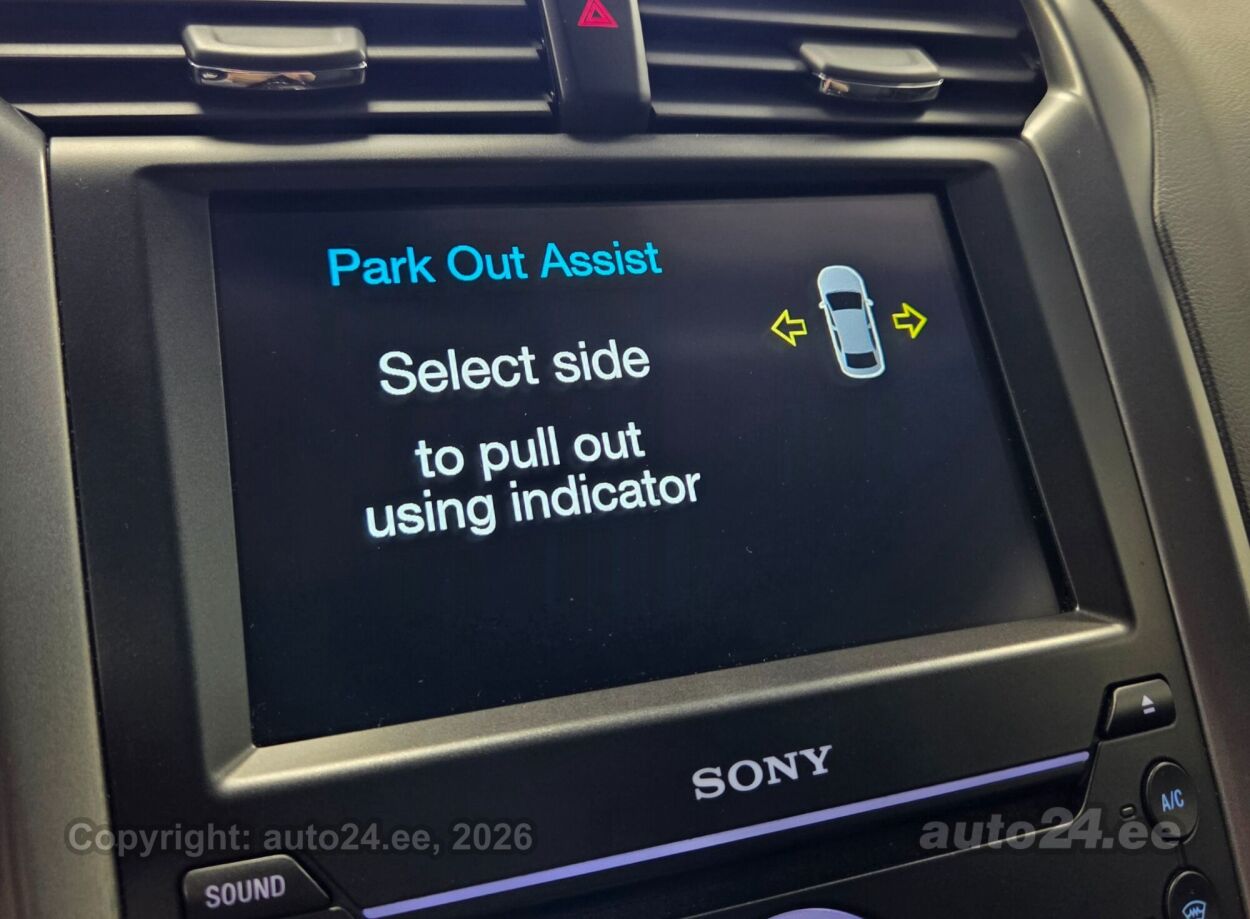 Park Out Assist
Select side
to pull out
using indicator
SONY
A/C
Copyright: auto24.ee, 2026
auto24.ee
SOUND